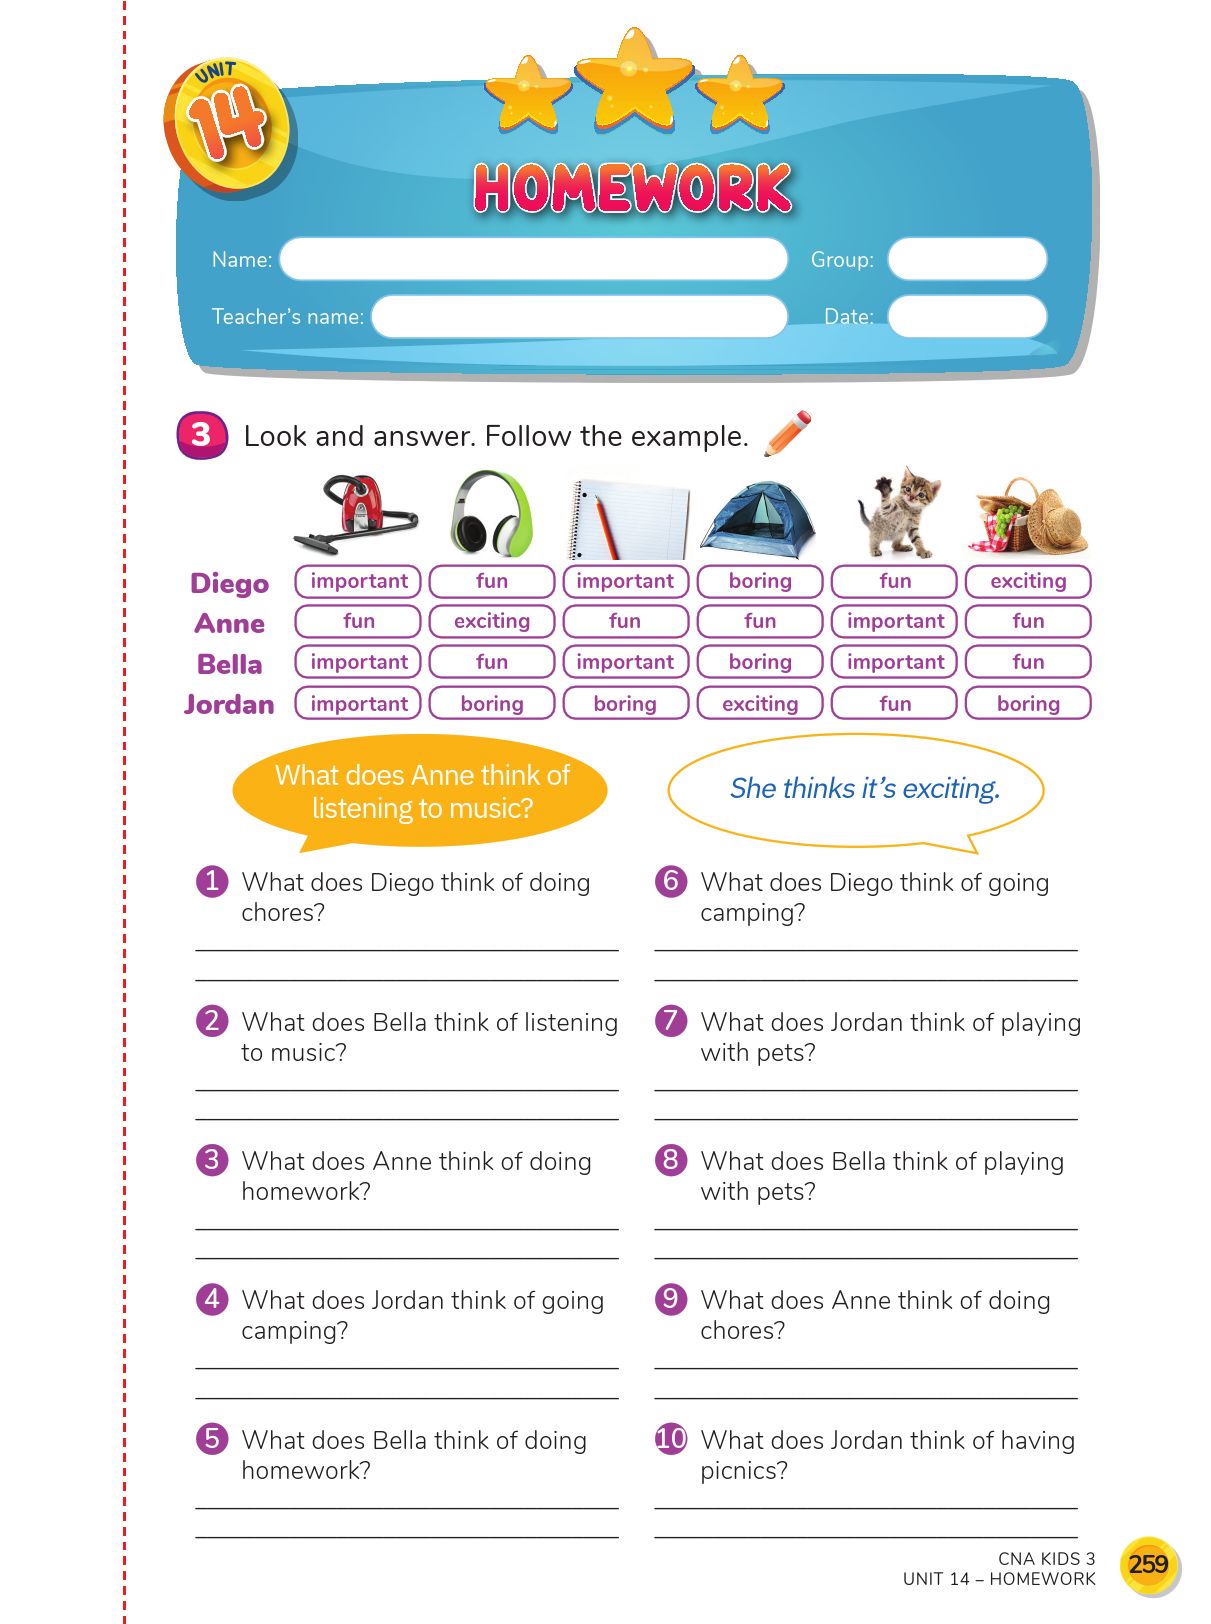 UNIT
14
HOMEWORK
Name:
Group:
Teacher's name:
Date:
3 Look and answer. Follow the example.
Diego important fun important boring fun exciting
Anne fun exciting fun fun important fun
Bella important fun important boring important fun
Jordan important boring boring exciting fun boring
What does Anne think of
listening to music?
She thinks it's exciting.
1 What does Diego think of doing
chores?
2 What does Bella think of listening
to music?
3 What does Anne think of doing
homework?
4 What does Jordan think of going
camping?
5 What does Bella think of doing
homework?
6 What does Diego think of going
camping?
7 What does Jordan think of playing
with pets?
8 What does Bella think of playing
with pets?
9 What does Anne think of doing
chores?
10 What does Jordan think of having
picnics?
CNA KIDS 3
UNIT 14 – HOMEWORK
259